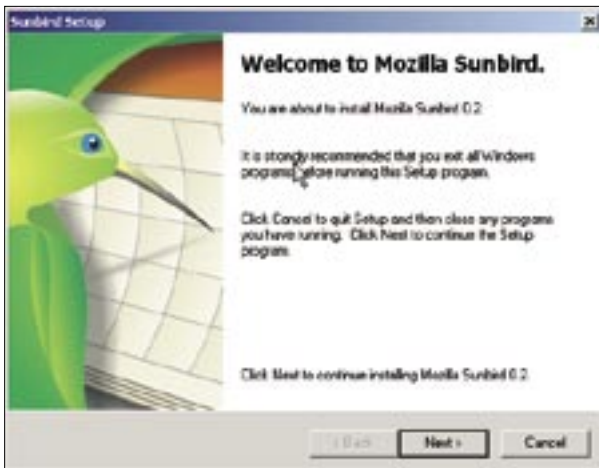 Sunbird Setup
Welcome to Mozilla Sunbird.
You are about to install Mozilla Sunbird 0.2
It is strongly recommended that you exit all Windows
programs before running this Setup program.
Click Cancel to quit Setup and then close any programs
you have running. Click Next to continue the Setup
program.
Click Next to continue installing Mozilla Sunbird 0.2.
< Back Next > Cancel